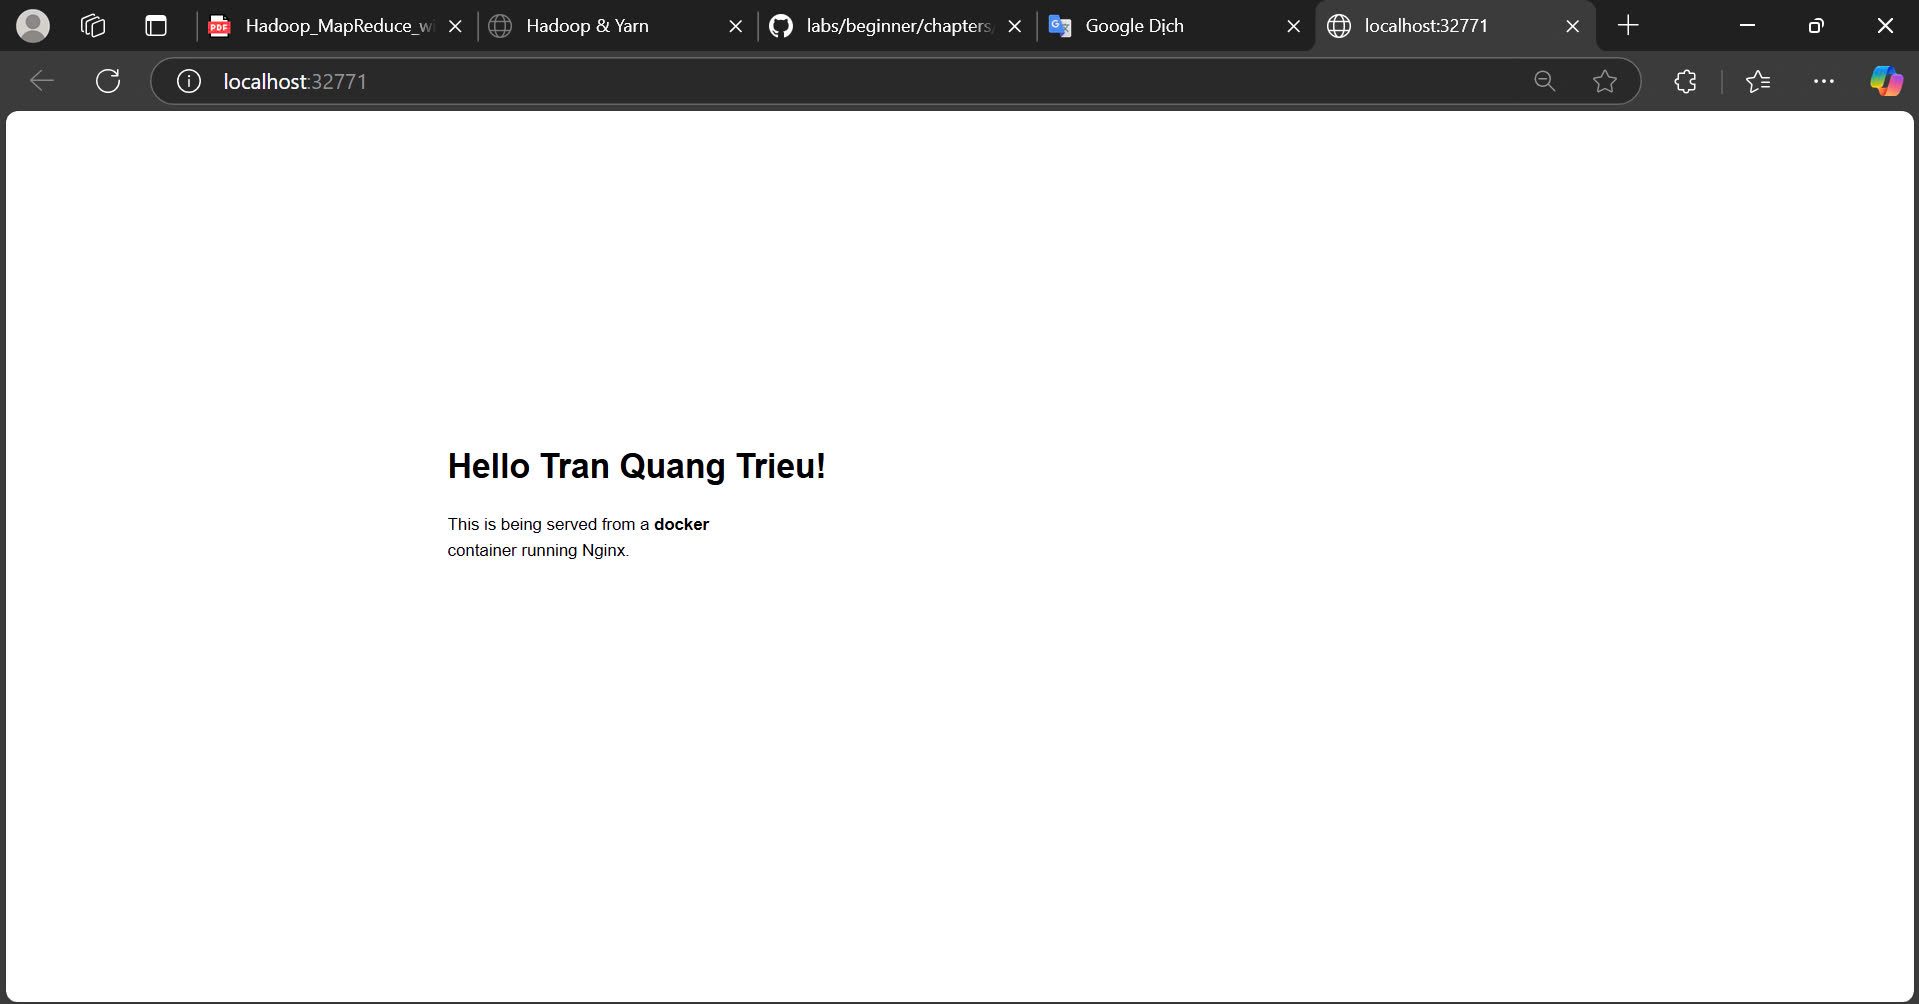 Hadoop_MapReduce_wi
Hadoop & Yarn
labs/beginner/chapters/
Google Dịch
localhost:32771
localhost:32771
Hello Tran Quang Trieu!
This is being served from a docker
container running Nginx.